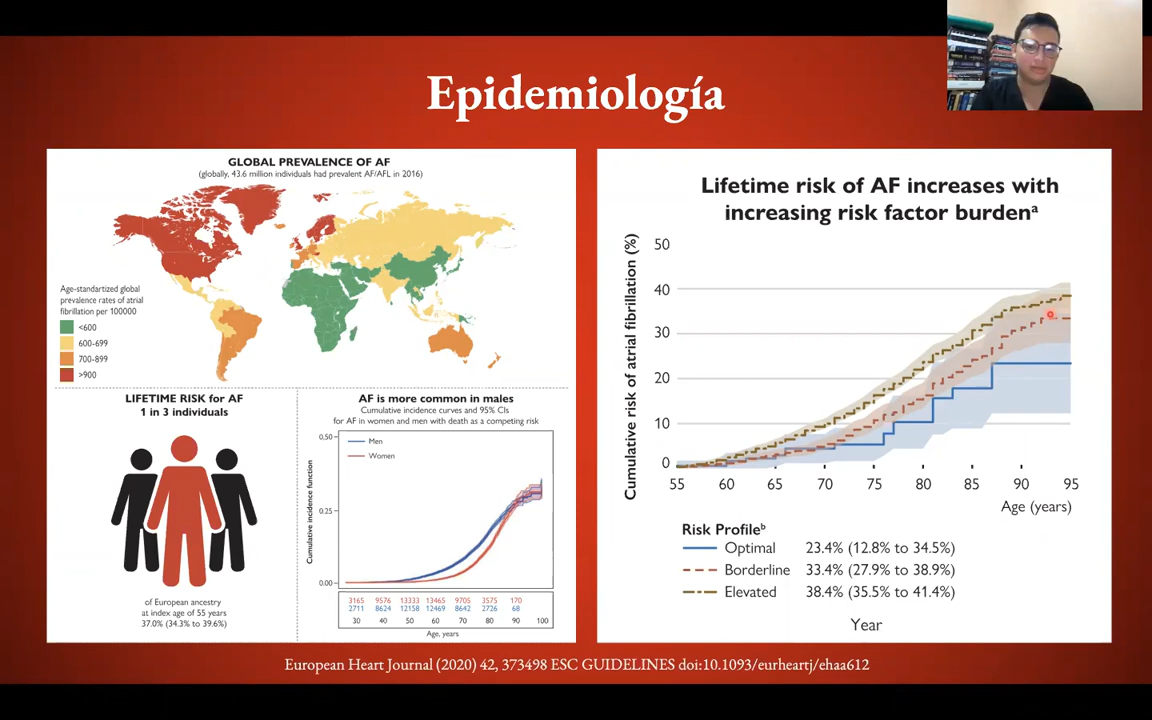 Epidemiología
GLOBAL PREVALENCE OF AF
(globally, 43.6 million individuals had prevalent AF/AFL in 2016)
Age-standartized global
prevalence rates of atrial
fibrillation per 100000
<600
600-699
700-899
>900
LIFETIME RISK for AF
1 in 3 individuals
of European ancestry
at index age of 55 years
37.0% (34.3% to 39.6%)
AF is more common in males
Cumulative incidence curves and 95% CIs
for AF in women and men with death as a competing risk
Cumulative incidence function
0,50
0.25
0.00
Men
Women
3165 9576 13333 13465 9705 3575 170
2711 8624 12158 12469 8642 2726 68
30 40 50 60 70 80 90 100
Age, years
Lifetime risk of AF increases with
increasing risk factor burdenᵃ
Cumulative risk of atrial fibrillation (%)
50
40
30
20
10
0
55 60 65 70 75 80 85 90 95
Age (years)
Risk Profileᵇ
Optimal 23.4% (12.8% to 34.5%)
Borderline 33.4% (27.9% to 38.9%)
Elevated 38.4% (35.5% to 41.4%)
Year
European Heart Journal (2020) 42, 373498 ESC GUIDELINES doi:10.1093/eurheartj/ehaa612